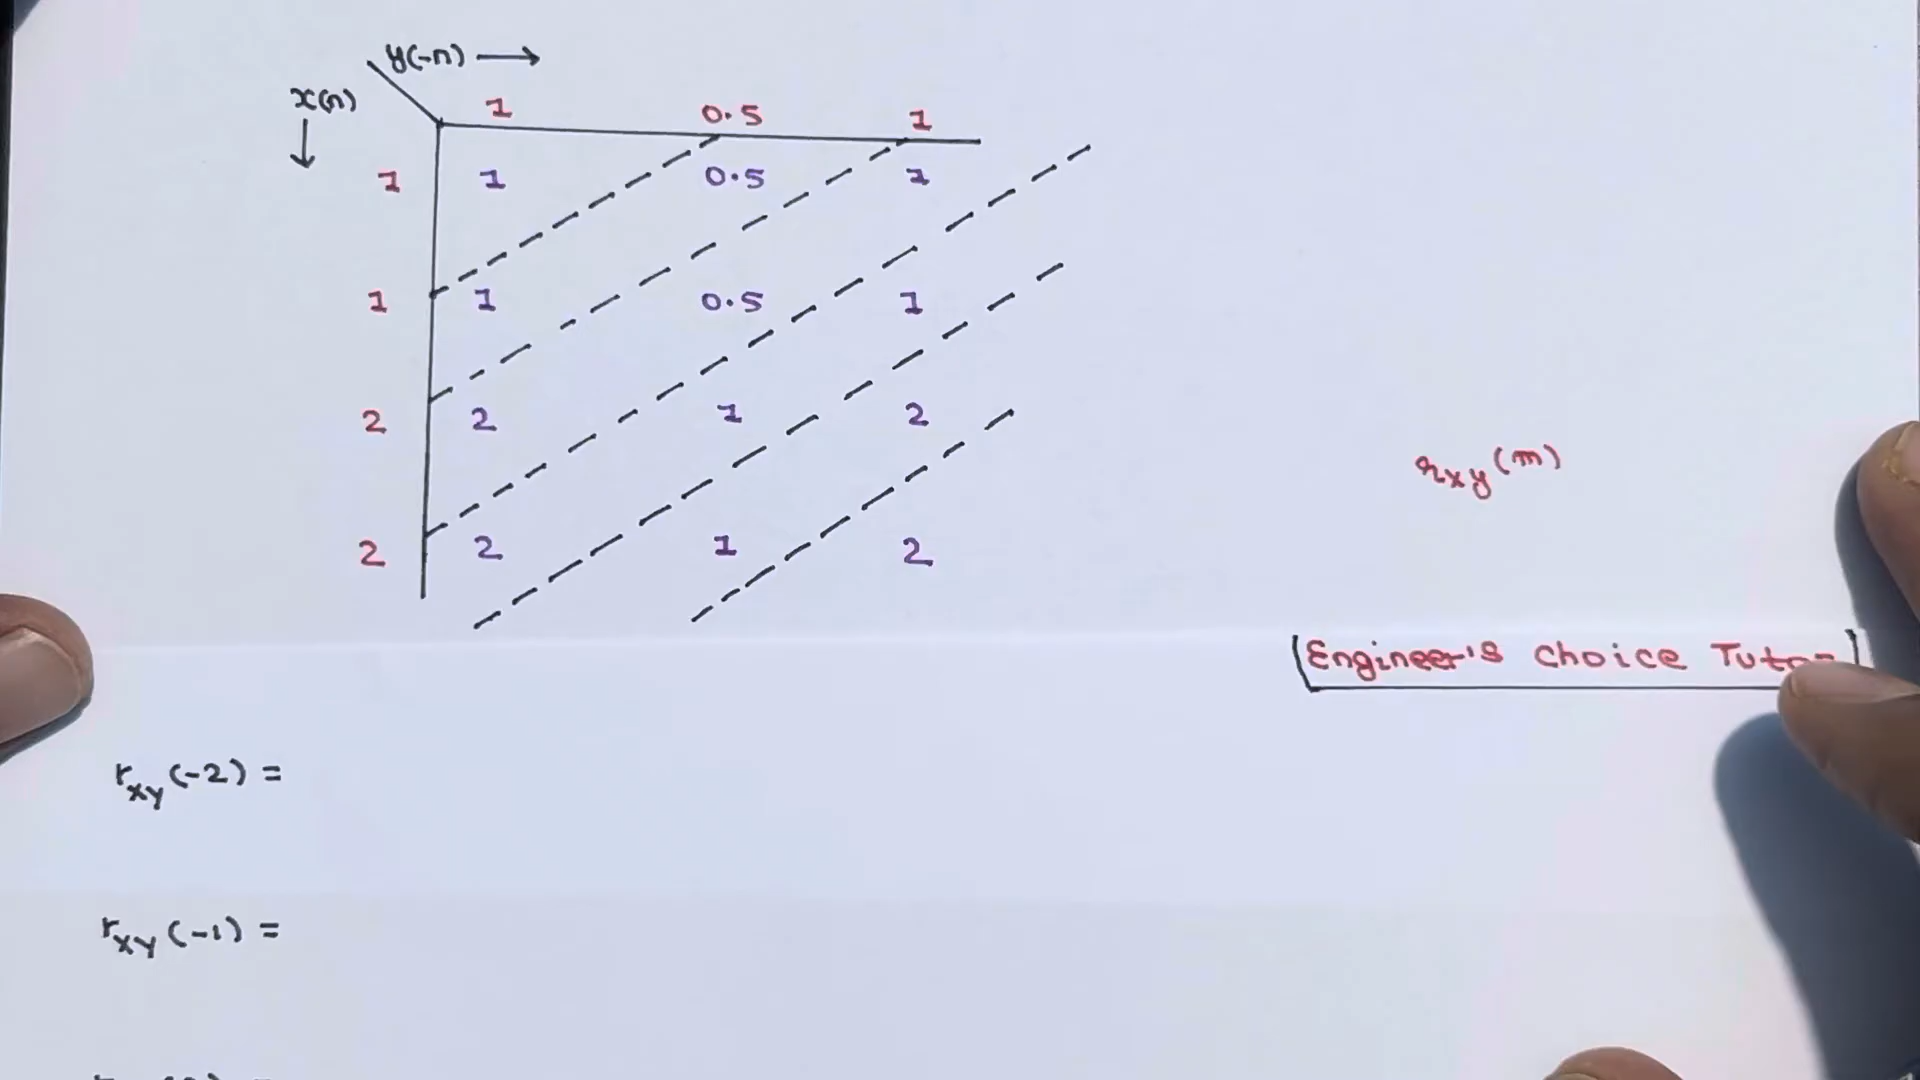 y(-n) →
x(n) ↓
1 0.5 1
1 1 0.5 1
1 1 0.5 1
2 2 1 2
2 2 1 2
rxy(m)
Engineer's Choice Tutor
rxy(-2) =
rxy(-1) =